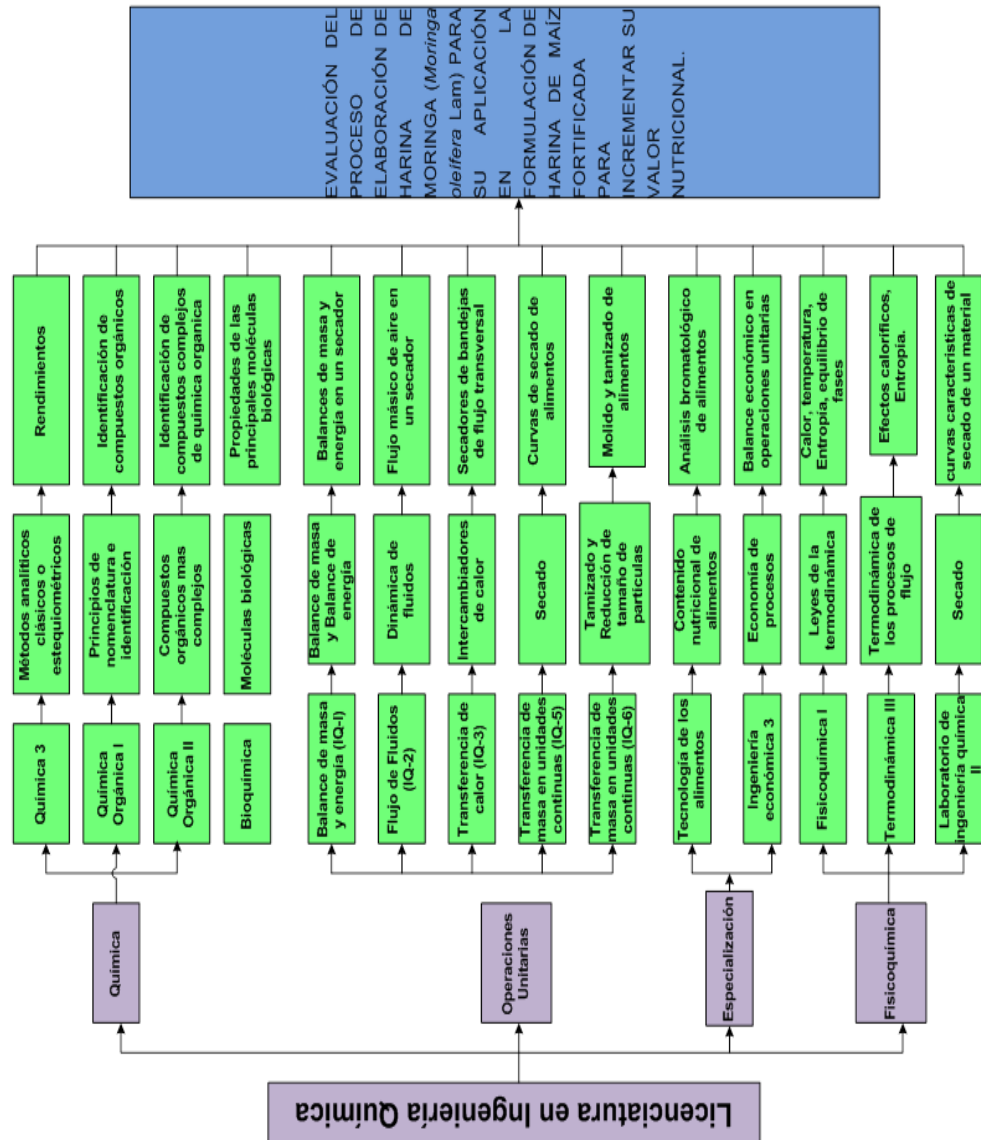 Licenciatura en Ingeniería Química
Química
Operaciones
Unitarias
Especialización
Fisicoquímica
Química 3
Métodos analíticos
clásicos o
estequiométricos
Rendimientos
Química
Orgánica I
Principios de
nomenclatura e
identificación
Identificación de
compuestos orgánicos
Química
Orgánica II
Compuestos
orgánicos mas
complejos
Identificación de
compuestos complejos
de química organica
Bioquímica
Moléculas biológicas
Propiedades de las
principales moléculas
biológicas
Balance de masa
y energía (IQ-I)
Balance de masa
y Balance de
energía
Balances de masa y
energía en un secador
Flujo de Fluidos
(IQ-2)
Dinámica de
fluidos
Flujo másico de aire en
un secador
Transferencia de
calor (IQ-3)
Intercambiadores
de calor
Secadores de bandejas
de flujo transversal
Transferencia de
masa en unidades
continuas (IQ-5)
Secado
Curvas de secado de
alimentos
Transferencia de
masa en unidades
continuas (IQ-6)
Tamizado y
Reducción de
tamaño de
particulas
Molido y tamizado de
alimentos
Tecnología de los
alimentos
Contenido
nutricional de
alimentos
Análisis bromatológico
de alimentos
Ingeniería
económica 3
Economía de
procesos
Balance económico en
operaciones unitarias
Fisicoquímica I
Leyes de la
termodinámica
Calor, temperatura,
Entropía, equilibrio de
fases
Termodinámica III
Termodinámica de
los procesos de
flujo
Efectos caloríficos,
Entropia.
Laboratorio de
ingeniería química
II
Secado
curvas características de
secado de un material
EVALUACIÓN DEL
PROCESO DE
ELABORACIÓN DE
HARINA DE
MORINGA (Moringa
oleífera Lam) PARA
SU APLICACIÓN
EN LA
FORMULACIÓN DE
HARINA DE MAÍZ
FORTIFICADA
PARA
INCREMENTAR SU
VALOR
NUTRICIONAL.